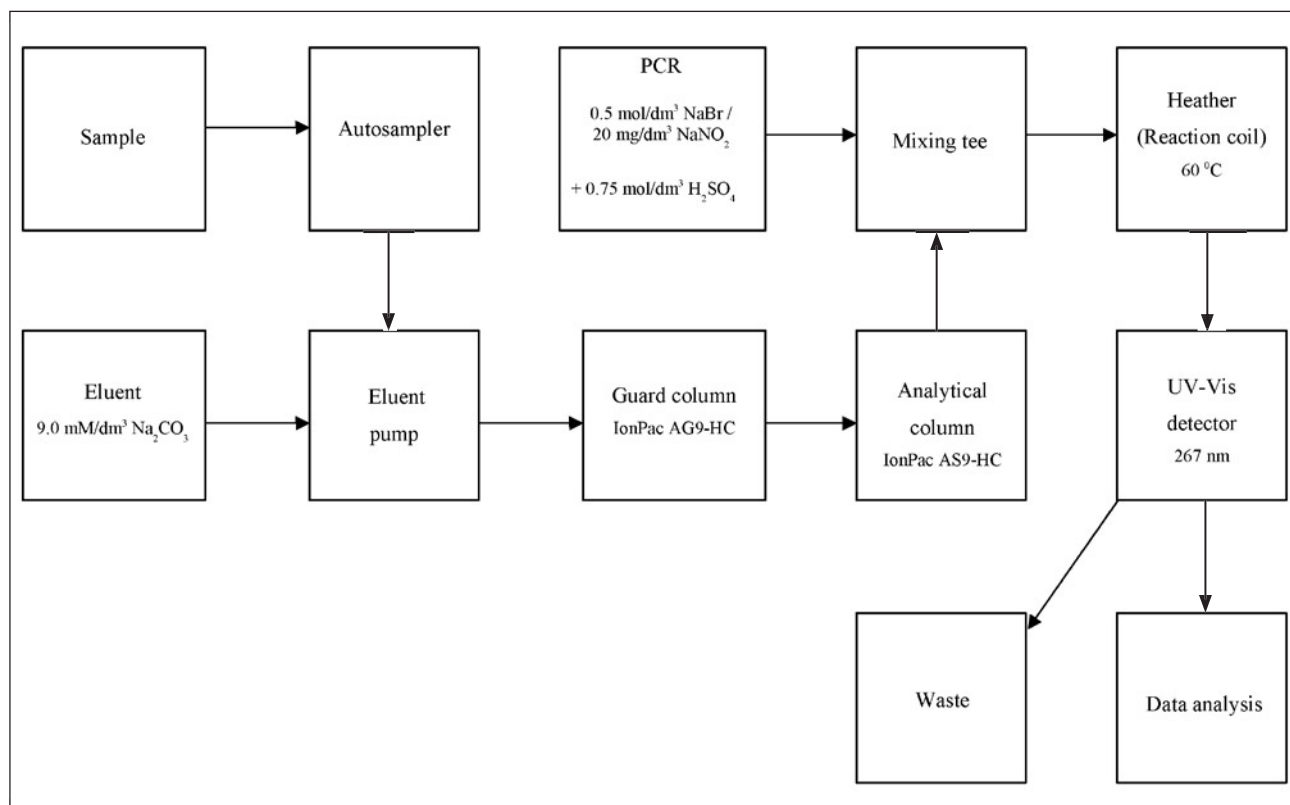 Sample
Autosampler
PCR
0.5 mol/dm³ NaBr /
20 mg/dm³ NaNO₂
+ 0.75 mol/dm³ H₂SO₄
Mixing tee
Heather
(Reaction coil)
60 ⁰C
Eluent
9.0 mM/dm³ Na₂CO₃
Eluent
pump
Guard column
IonPac AG9-HC
Analytical
column
IonPac AS9-HC
UV-Vis
detector
267 nm
Waste
Data analysis